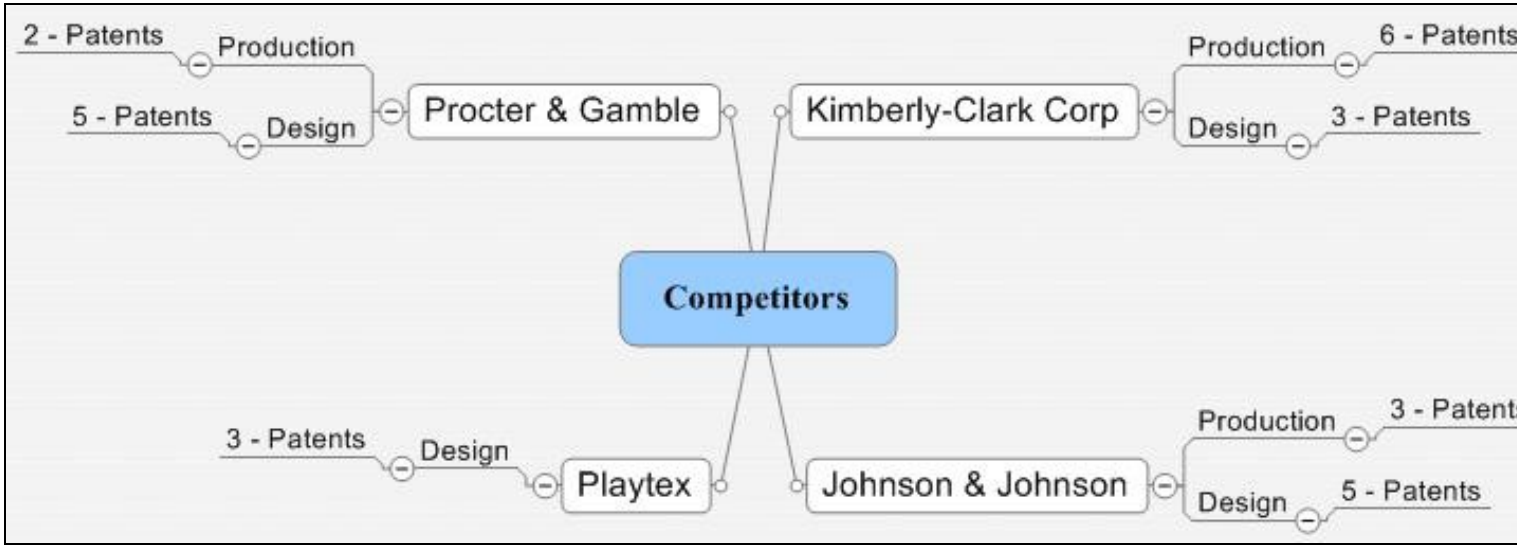 2 - Patents
Production
Procter & Gamble
5 - Patents
Design
Kimberly-Clark Corp
Production
6 - Patents
Design
3 - Patents
Competitors
3 - Patents
Design
Playtex
Johnson & Johnson
Production
3 - Patents
Design
5 - Patents